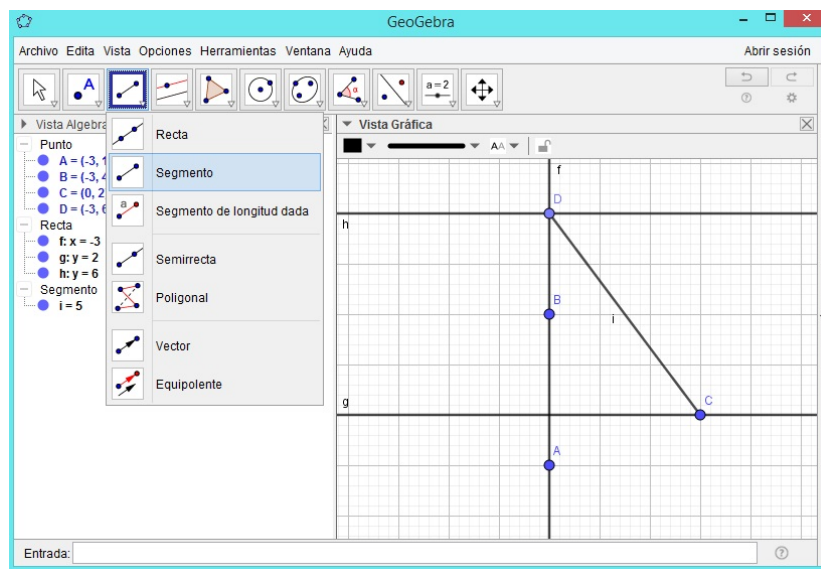 GeoGebra
Archivo Edita Vista Opciones Herramientas Ventana Ayuda Abrir sesión
A α a = 2
Vista Algebra
Vista Gráfica
AA
Punto
A = (-3, 1
B = (-3, 4
C = (0, 2
D = (-3, 6
Recta
f: x = -3
g: y = 2
h: y = 6
Segmento
i = 5
Recta
Segmento
a
Segmento de longitud dada
Semirrecta
Poligonal
Vector
Equipolente
f
D
h
B
i
g
C
A
Entrada: